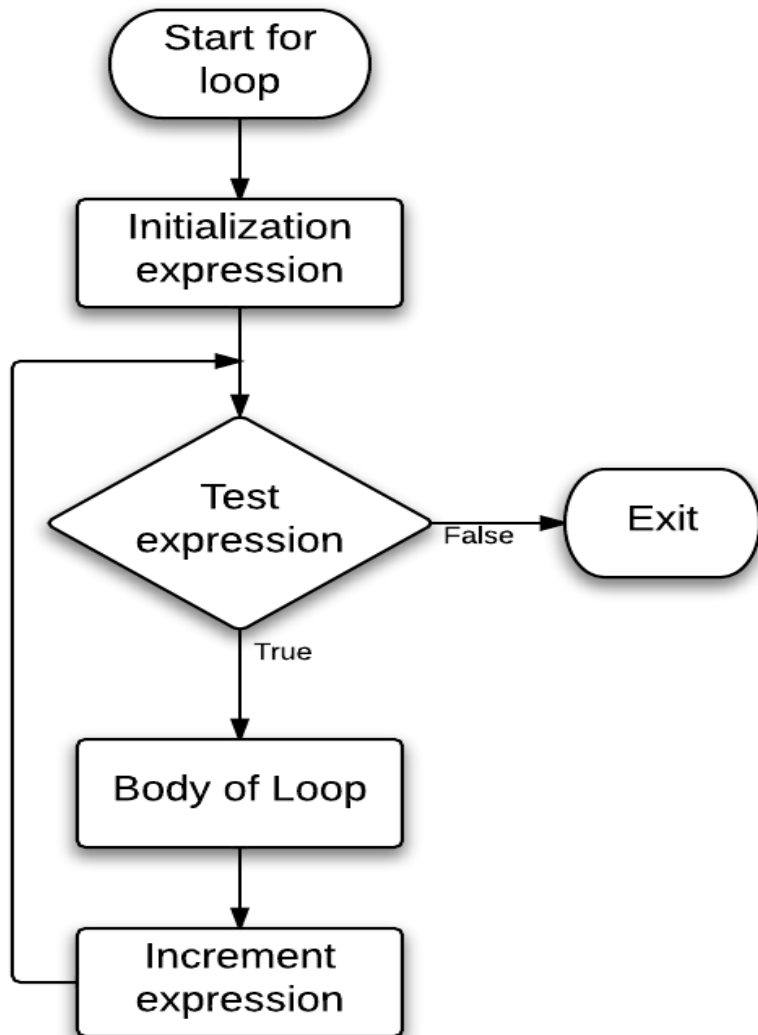 Start for
loop
Initialization
expression
Test
expression
False
Exit
True
Body of Loop
Increment
expression